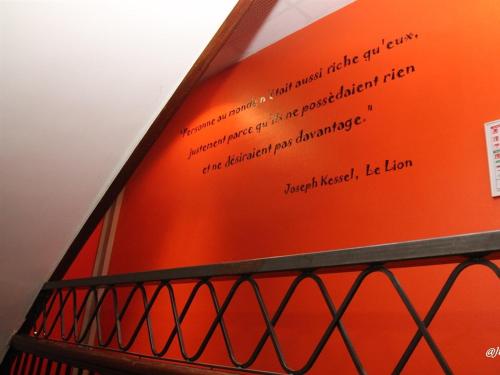 "Personne au monde n'était aussi riche qu'eux,
justement parce qu'ils ne possèdaient rien
et ne désiraient pas davantage."
Joseph Kessel, Le Lion